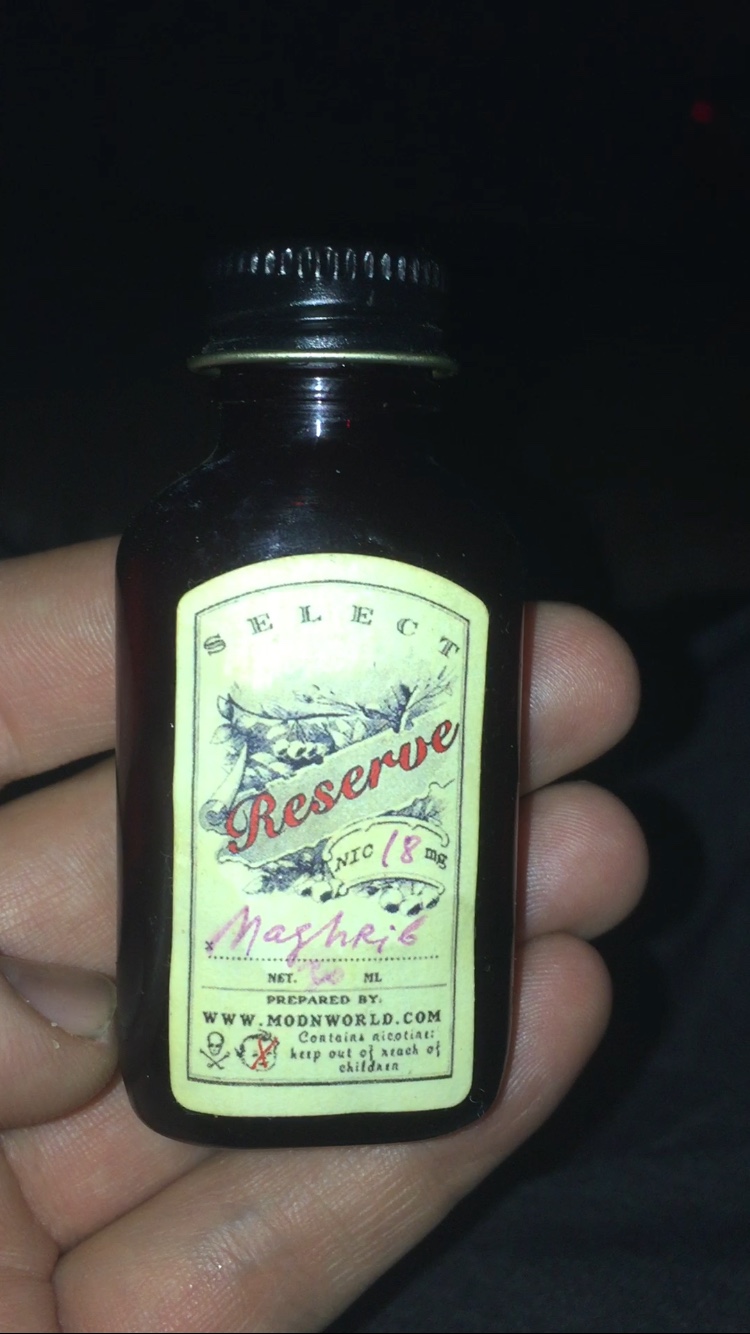 SELECT
Reserve
NIC 18 mg
x Maghrib
NET. ML
PREPARED BY:
WWW.MODNWORLD.COM
Contains nicotine:
keep out of reach of
children